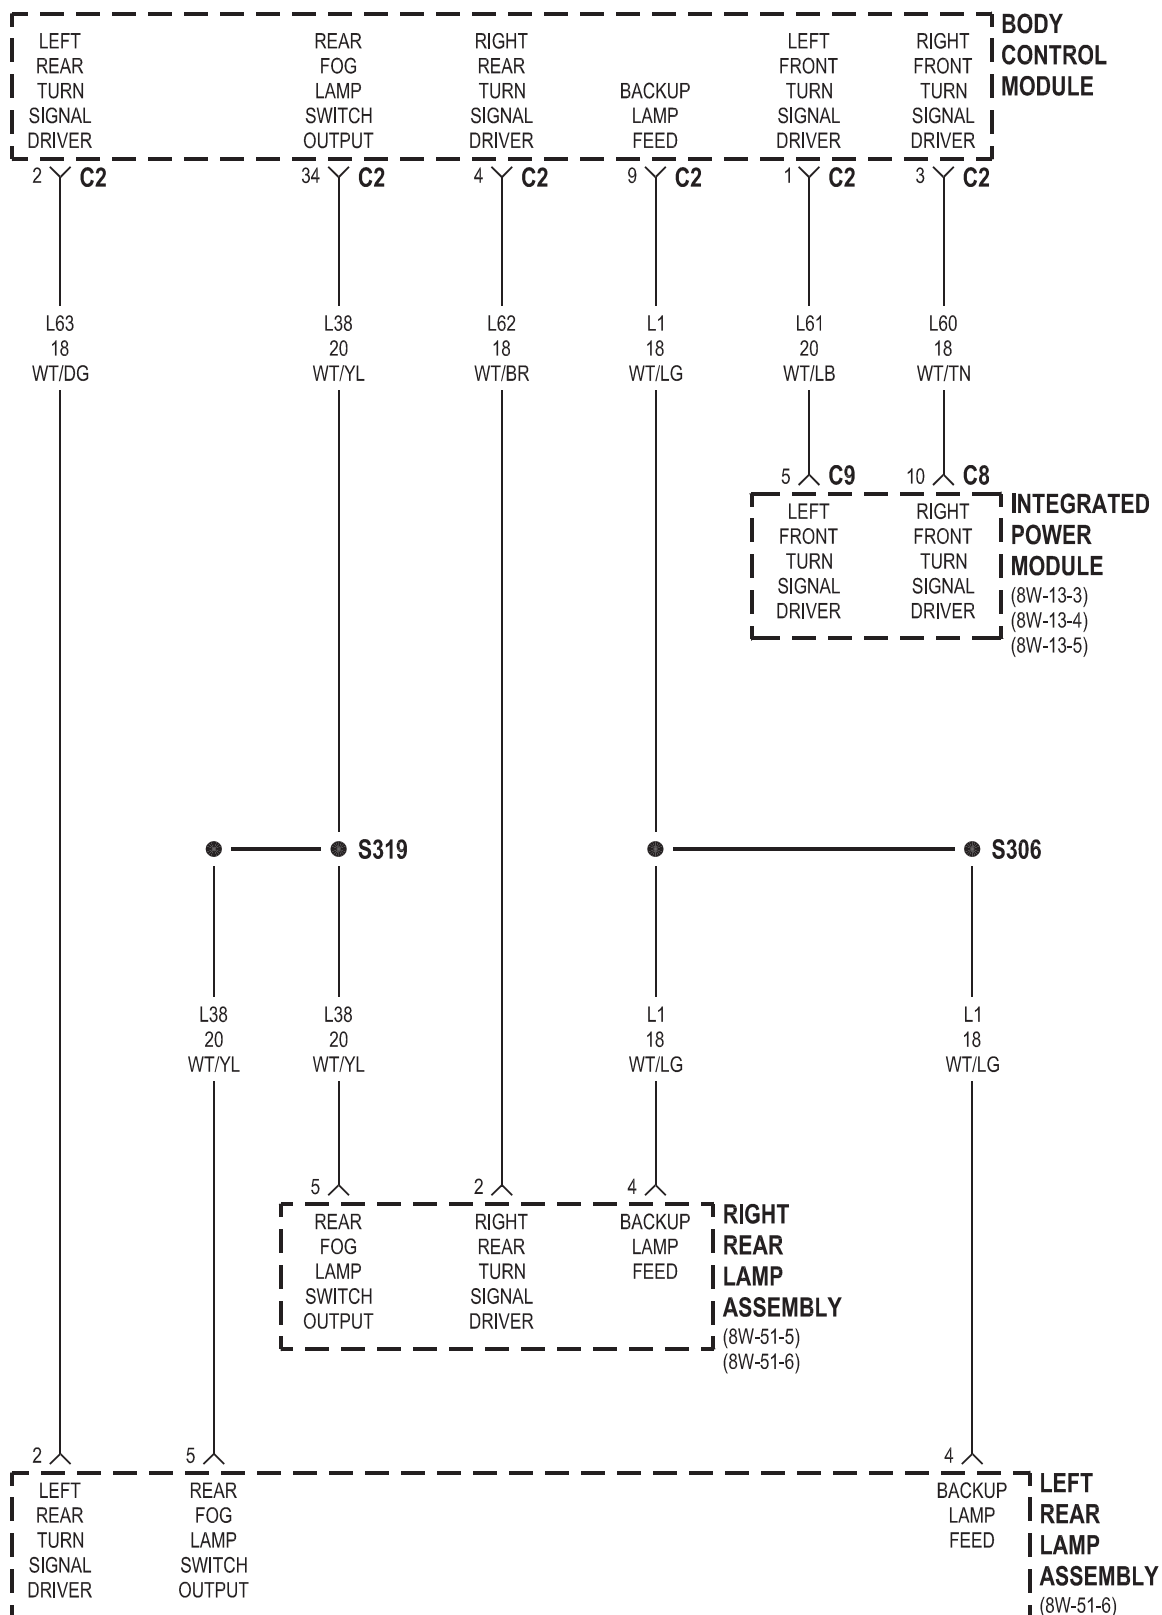 LEFT
REAR
TURN
SIGNAL
DRIVER
REAR
FOG
LAMP
SWITCH
OUTPUT
RIGHT
REAR
TURN
SIGNAL
DRIVER
BACKUP
LAMP
FEED
LEFT
FRONT
TURN
SIGNAL
DRIVER
RIGHT
FRONT
TURN
SIGNAL
DRIVER
BODY
CONTROL
MODULE
2 C2
34 C2
4 C2
9 C2
1 C2
3 C2
L63
18
WT/DG
L38
20
WT/YL
L62
18
WT/BR
L1
18
WT/LG
L61
20
WT/LB
L60
18
WT/TN
5 C9
10 C8
LEFT
FRONT
TURN
SIGNAL
DRIVER
RIGHT
FRONT
TURN
SIGNAL
DRIVER
INTEGRATED
POWER
MODULE
(8W-13-3)
(8W-13-4)
(8W-13-5)
S319
S306
L38
20
WT/YL
L38
20
WT/YL
L1
18
WT/LG
L1
18
WT/LG
5
2
4
REAR
FOG
LAMP
SWITCH
OUTPUT
RIGHT
REAR
TURN
SIGNAL
DRIVER
BACKUP
LAMP
FEED
RIGHT
REAR
LAMP
ASSEMBLY
(8W-51-5)
(8W-51-6)
2
5
4
LEFT
REAR
TURN
SIGNAL
DRIVER
REAR
FOG
LAMP
SWITCH
OUTPUT
BACKUP
LAMP
FEED
LEFT
REAR
LAMP
ASSEMBLY
(8W-51-6)